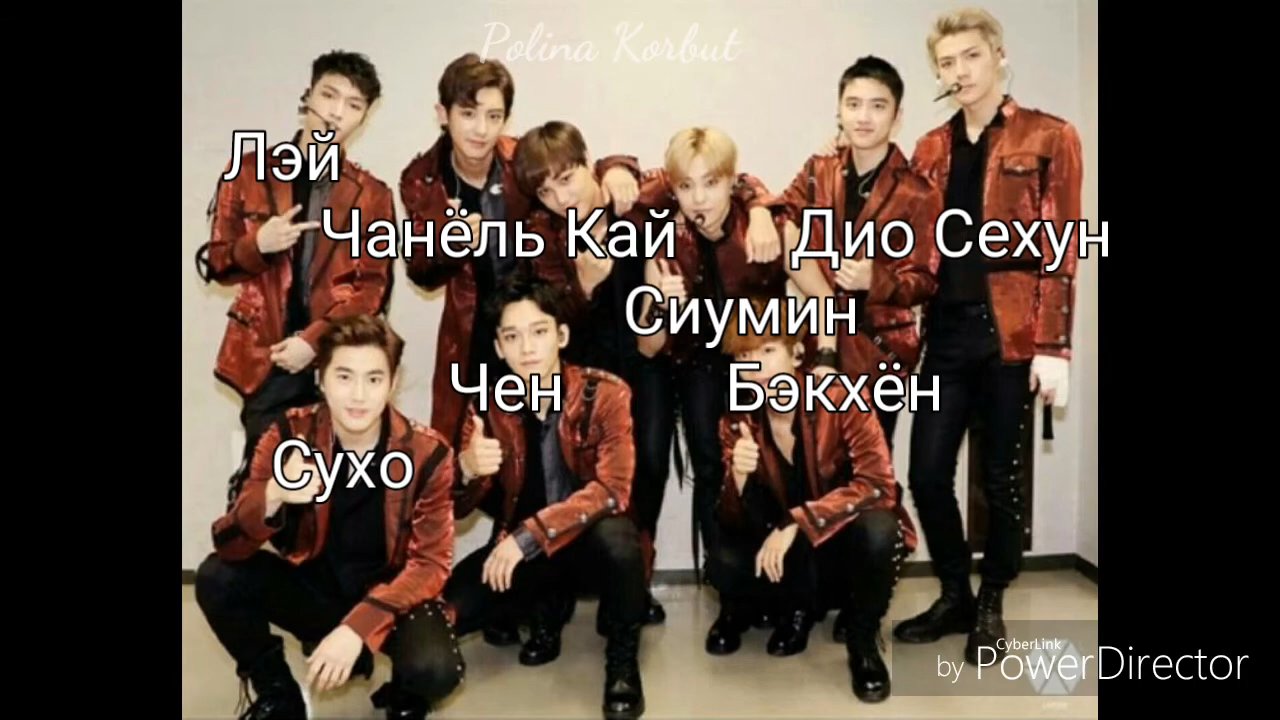 Polina Korbut
Лэй
Чанёль Кай Дио Сехун
Сиумин
Чен Бэкхён
Сухо
CyberLink
by PowerDirector